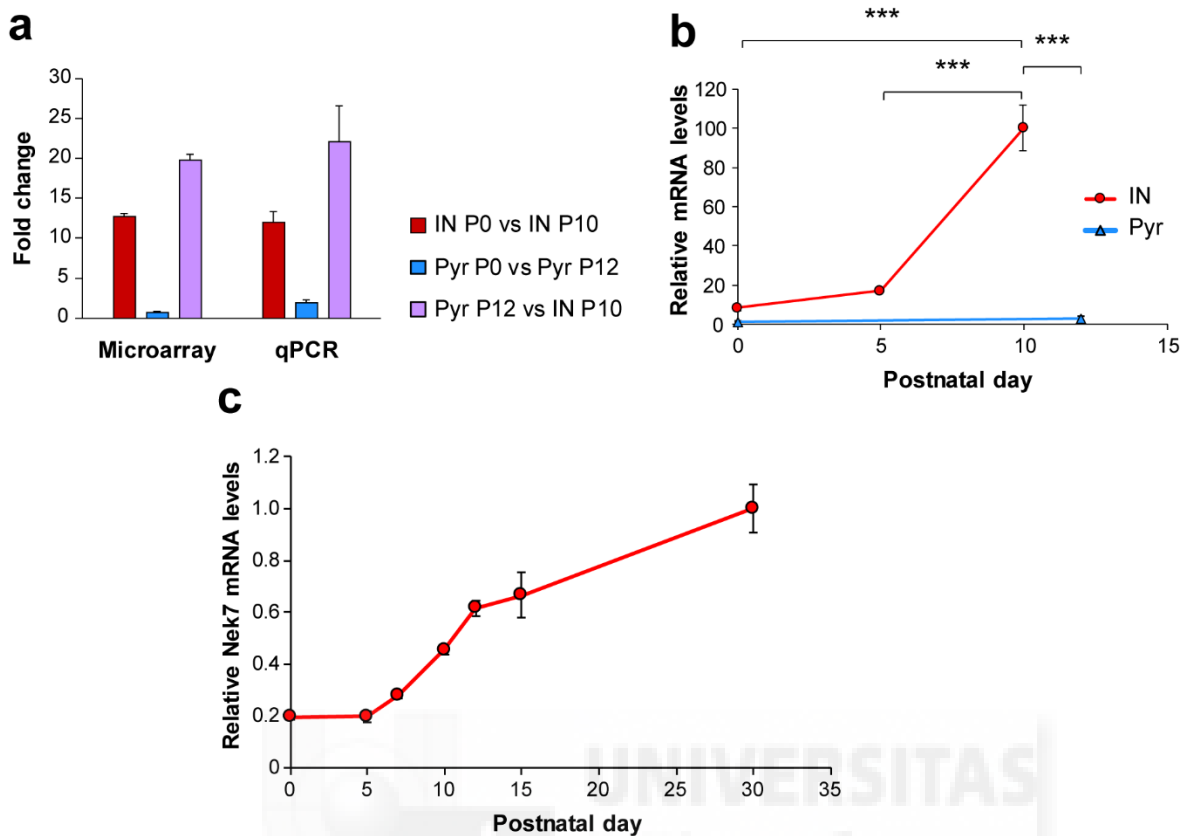 a
30
25
20
15
10
5
0
Fold change
Microarray
qPCR
IN P0 vs IN P10
Pyr P0 vs Pyr P12
Pyr P12 vs IN P10
b
***
***
***
120
100
80
60
40
20
0
Relative mRNA levels
0 5 10 15
Postnatal day
IN
Pyr
c
1.2
1.0
0.8
0.6
0.4
0.2
0
Relative Nek7 mRNA levels
0 5 10 15 20 25 30 35
Postnatal day
UNIVERSITAS